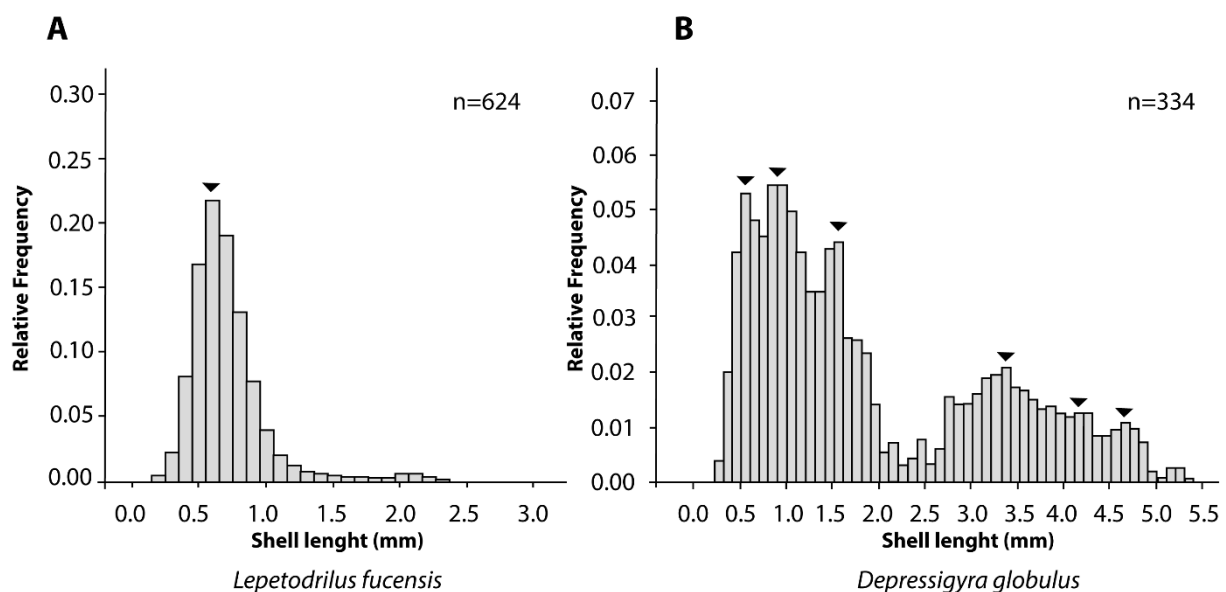 A
n=624
0.30
0.25
0.20
0.15
0.10
0.05
0.00
Relative Frequency
0.0 0.5 1.0 1.5 2.0 2.5 3.0
Shell lenght (mm)
Lepetodrilus fucensis
B
n=334
0.07
0.06
0.05
0.04
0.03
0.02
0.01
0.00
Relative Frequency
0.0 0.5 1.0 1.5 2.0 2.5 3.0 3.5 4.0 4.5 5.0 5.5
Shell lenght (mm)
Depressigyra globulus